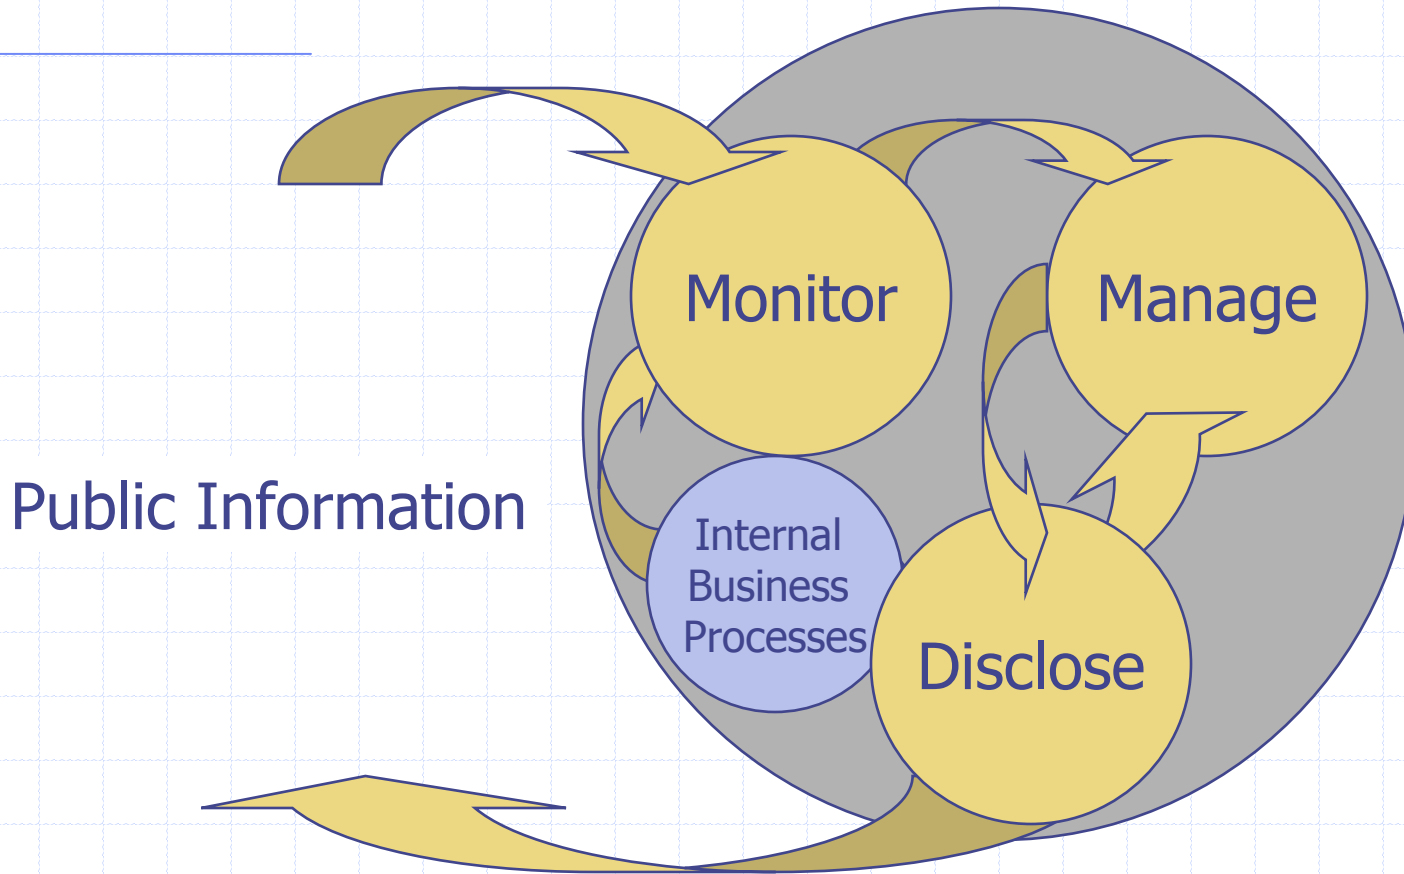 Monitor
Manage
Public Information
Internal
Business
Processes
Disclose